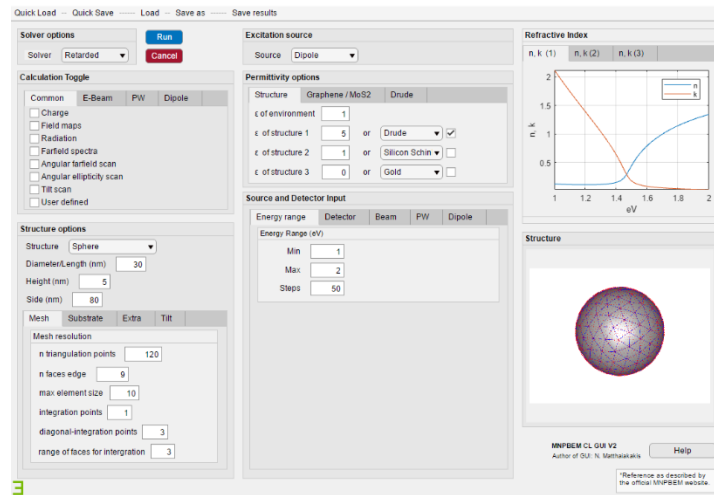 Quick Load -- Quick Save ---- Load -- Save as --- Save results
Solver options
Solver Retarded
Run
Cancel
Calculation Toggle
Common E-Beam PW Dipole
Charge
Field maps
Radiation
Farfield spectra
Angular farfield scan
Angular ellipticity scan
Tilt scan
User defined
Structure options
Structure Sphere
Diameter/Length (nm) 30
Height (nm) 5
Side (nm) 80
Mesh Substrate Extra Tilt
Mesh resolution
n triangulation points 120
n faces edge 9
max element size 10
integration points 1
diagonal-integration points 3
range of faces for intergration 3
Excitation source
Source Dipole
Permittivity options
Structure Graphene / MoS2 Drude
ε of environment 1
ε of structure 1 5 or Drude
ε of structure 2 1 or Silicon Schin
ε of structure 3 0 or Gold
Source and Detector Input
Energy range Detector Beam PW Dipole
Energy Range (eV)
Min 1
Max 2
Steps 50
Refractive Index
n, k (1) n, k (2) n, k (3)
n, k
2
1.5
1
0.5
n
k
1 1.2 1.4 1.6 1.8 2
eV
Structure
MNPBEM CL GUI V2
Author of GUI: N. Matthaiakakis
Help
*Reference as described by
the official MNPBEM website.